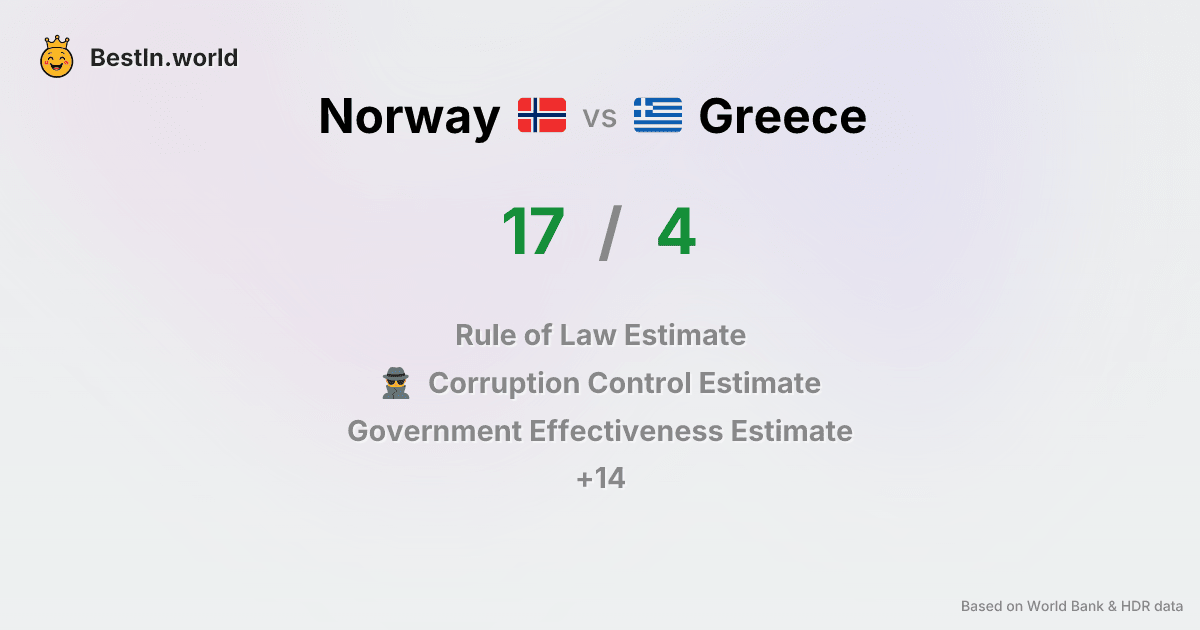 BestIn.world
Norway vs Greece
17 / 4
Rule of Law Estimate
Corruption Control Estimate
Government Effectiveness Estimate
+14
Based on World Bank & HDR data